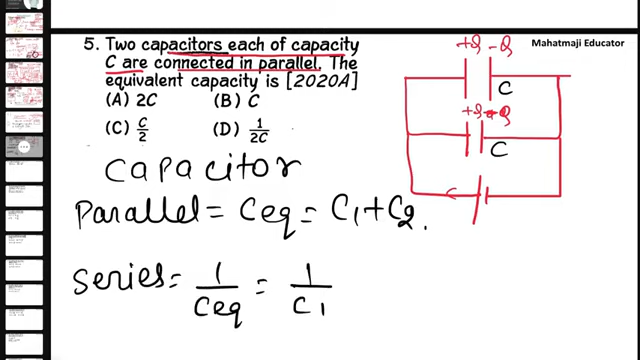 Mahatmaji Educator
5. Two capacitors each of capacity
C are connected in parallel. The
equivalent capacity is [2020A]
(A) 2C (B) C
(C) C/2 (D) 1/2C
+Q -Q
C
+Q -Q
C
Capacitor
Parallel = Ceq = C1 + C2.
Series = 1/Ceq = 1/C1